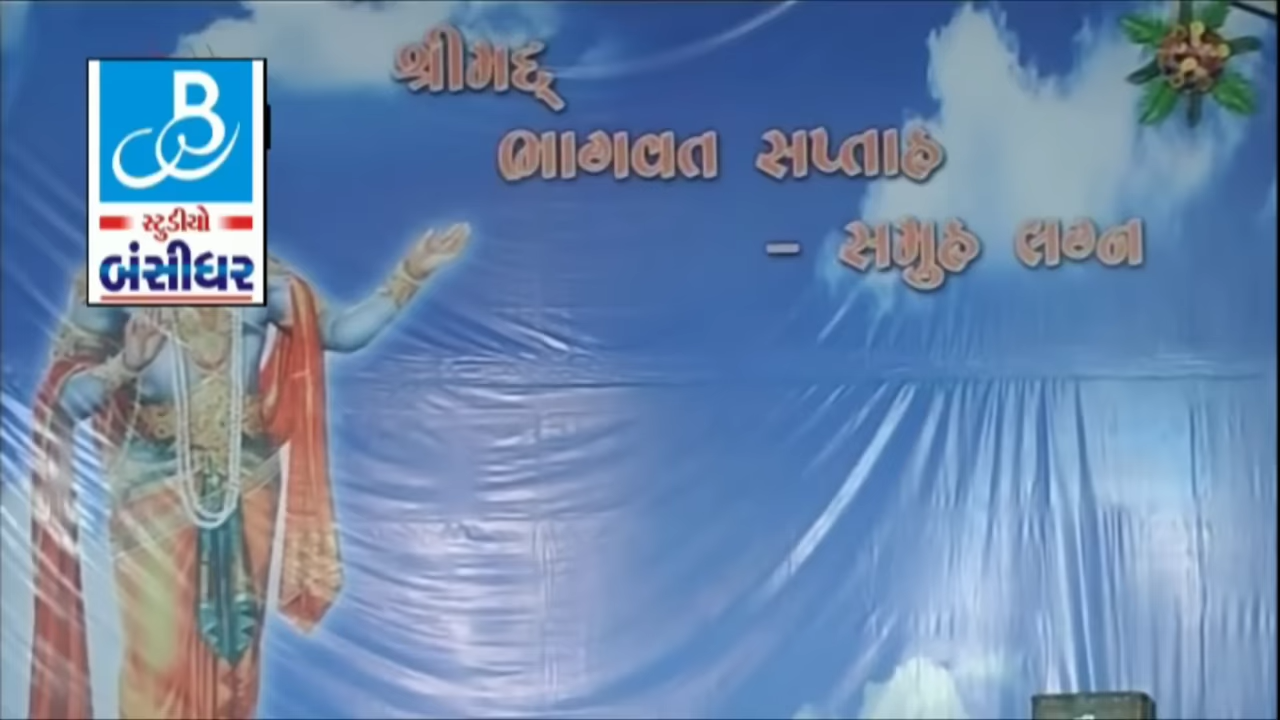 શ્રીમદ્
ભાગવત સપ્તાહ
- સમુહ લગ્ન
B
સ્ટુડીયો
બંસીધર